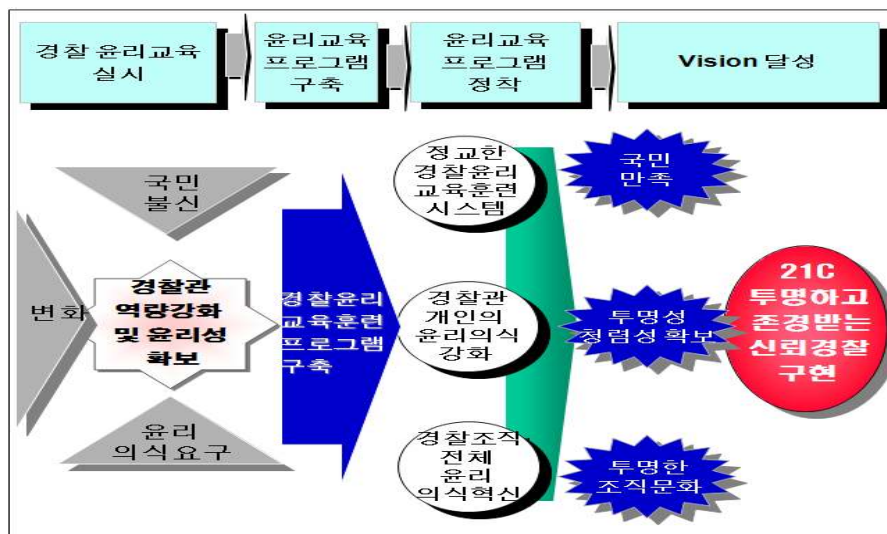 경찰 윤리교육
실시
윤리교육
프로그램
구축
윤리교육
프로그램
정착
Vision 달성
국민
불신
변화
경찰관
역량강화
및 윤리성
확보
윤리
의식요구
경찰윤리
교육훈련
프로그램
구축
정교한
경찰윤리
교육훈련
시스템
경찰관
개인의
윤리의식
강화
경찰조직
전체
윤리
의식혁신
국민
만족
투명성
청렴성 확보
투명한
조직문화
21C
투명하고
존경받는
신뢰경찰
구현